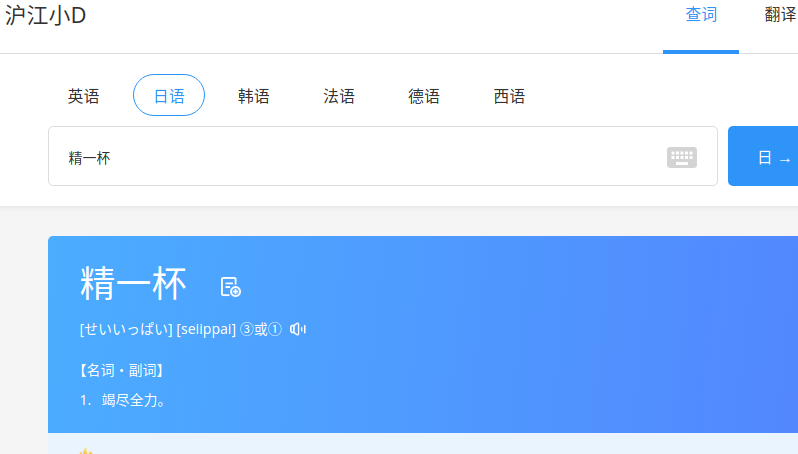 沪江小D
查词 翻译
英语 日语 韩语 法语 德语 西语
精一杯
日 →
精一杯
[せいいっぱい] [seiippai] ③或①
【名词・副词】
1. 竭尽全力。